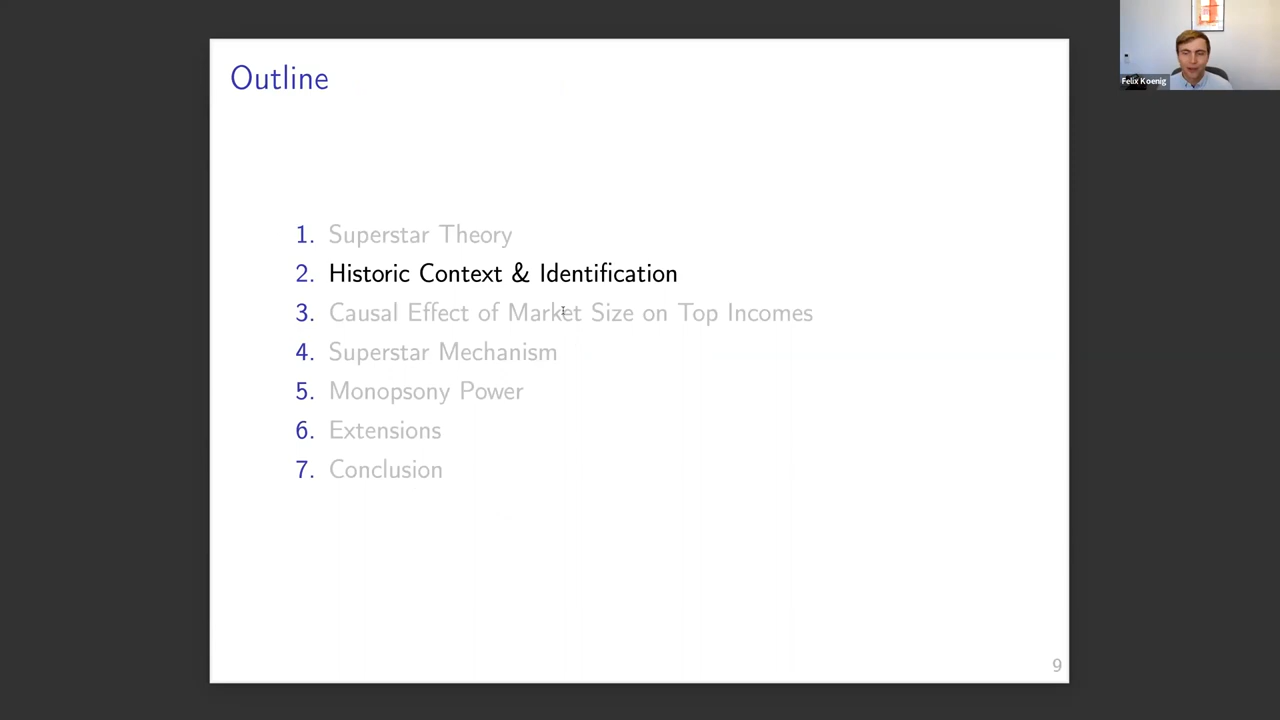 Outline
1. Superstar Theory
2. Historic Context & Identification
3. Causal Effect of Market Size on Top Incomes
4. Superstar Mechanism
5. Monopsony Power
6. Extensions
7. Conclusion
9
Felix Koenig